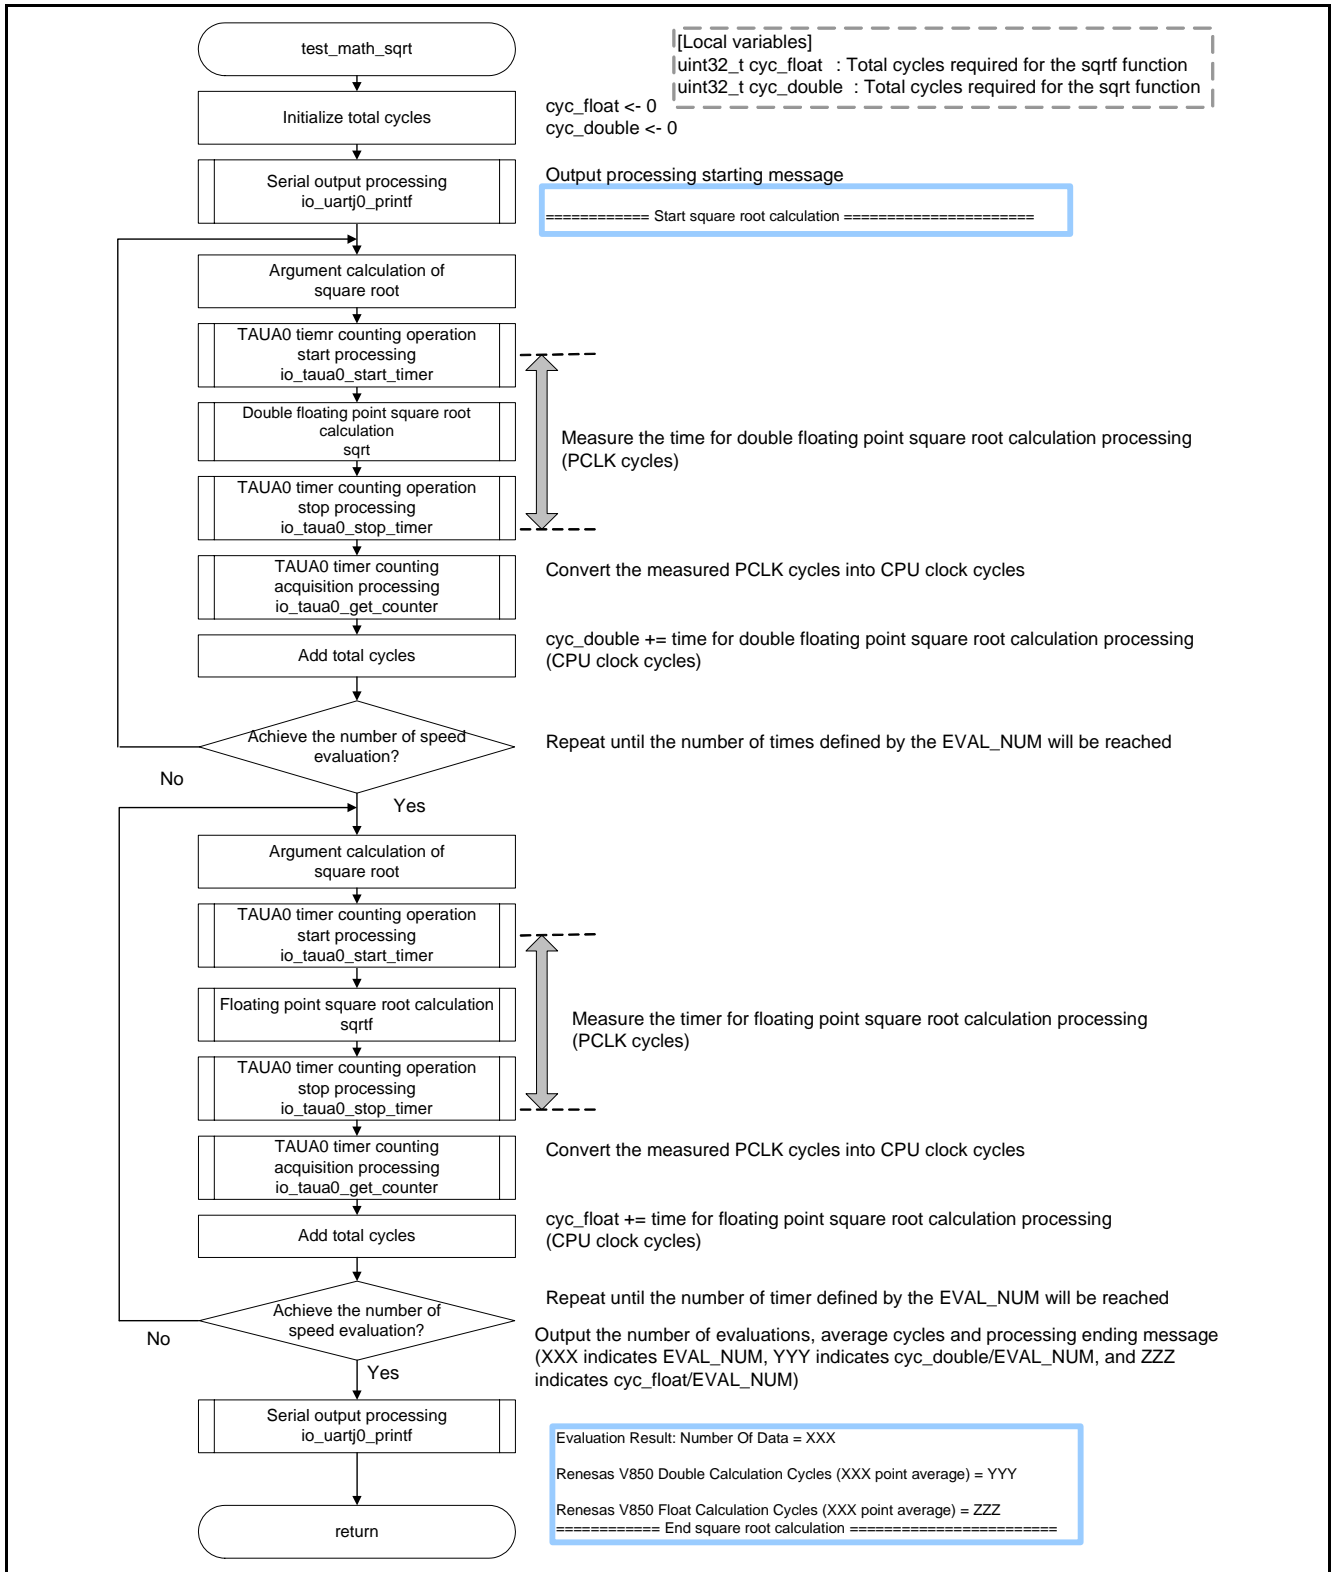 test_math_sqrt
[Local variables]
uint32_t cyc_float : Total cycles required for the sqrtf function
uint32_t cyc_double : Total cycles required for the sqrt function
Initialize total cycles
cyc_float <- 0
cyc_double <- 0
Serial output processing
io_uartj0_printf
Output processing starting message
============ Start square root calculation ======================
Argument calculation of
square root
TAUA0 tiemr counting operation
start processing
io_taua0_start_timer
Double floating point square root
calculation
sqrt
Measure the time for double floating point square root calculation processing
(PCLK cycles)
TAUA0 timer counting operation
stop processing
io_taua0_stop_timer
TAUA0 timer counting
acquisition processing
io_taua0_get_counter
Convert the measured PCLK cycles into CPU clock cycles
Add total cycles
cyc_double += time for double floating point square root calculation processing
(CPU clock cycles)
Achieve the number of speed
evaluation?
Repeat until the number of times defined by the EVAL_NUM will be reached
No
Yes
Argument calculation of
square root
TAUA0 timer counting operation
start processing
io_taua0_start_timer
Floating point square root calculation
sqrtf
Measure the timer for floating point square root calculation processing
(PCLK cycles)
TAUA0 timer counting operation
stop processing
io_taua0_stop_timer
TAUA0 timer counting
acquisition processing
io_taua0_get_counter
Convert the measured PCLK cycles into CPU clock cycles
Add total cycles
cyc_float += time for floating point square root calculation processing
(CPU clock cycles)
Achieve the number of
speed evaluation?
Repeat until the number of timer defined by the EVAL_NUM will be reached
No
Yes
Output the number of evaluations, average cycles and processing ending message
(XXX indicates EVAL_NUM, YYY indicates cyc_double/EVAL_NUM, and ZZZ
indicates cyc_float/EVAL_NUM)
Serial output processing
io_uartj0_printf
Evaluation Result: Number Of Data = XXX
Renesas V850 Double Calculation Cycles (XXX point average) = YYY
Renesas V850 Float Calculation Cycles (XXX point average) = ZZZ
============ End square root calculation ========================
return